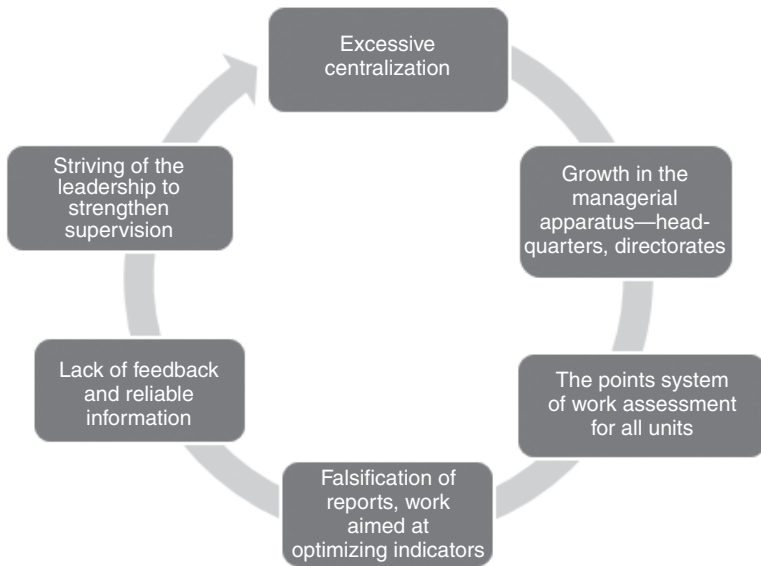 Excessive
centralization
Growth in the
managerial
apparatus—head-
quarters, directorates
The points system
of work assessment
for all units
Falsification of
reports, work
aimed at
optimizing indicators
Lack of feedback
and reliable
information
Striving of the
leadership to
strengthen
supervision